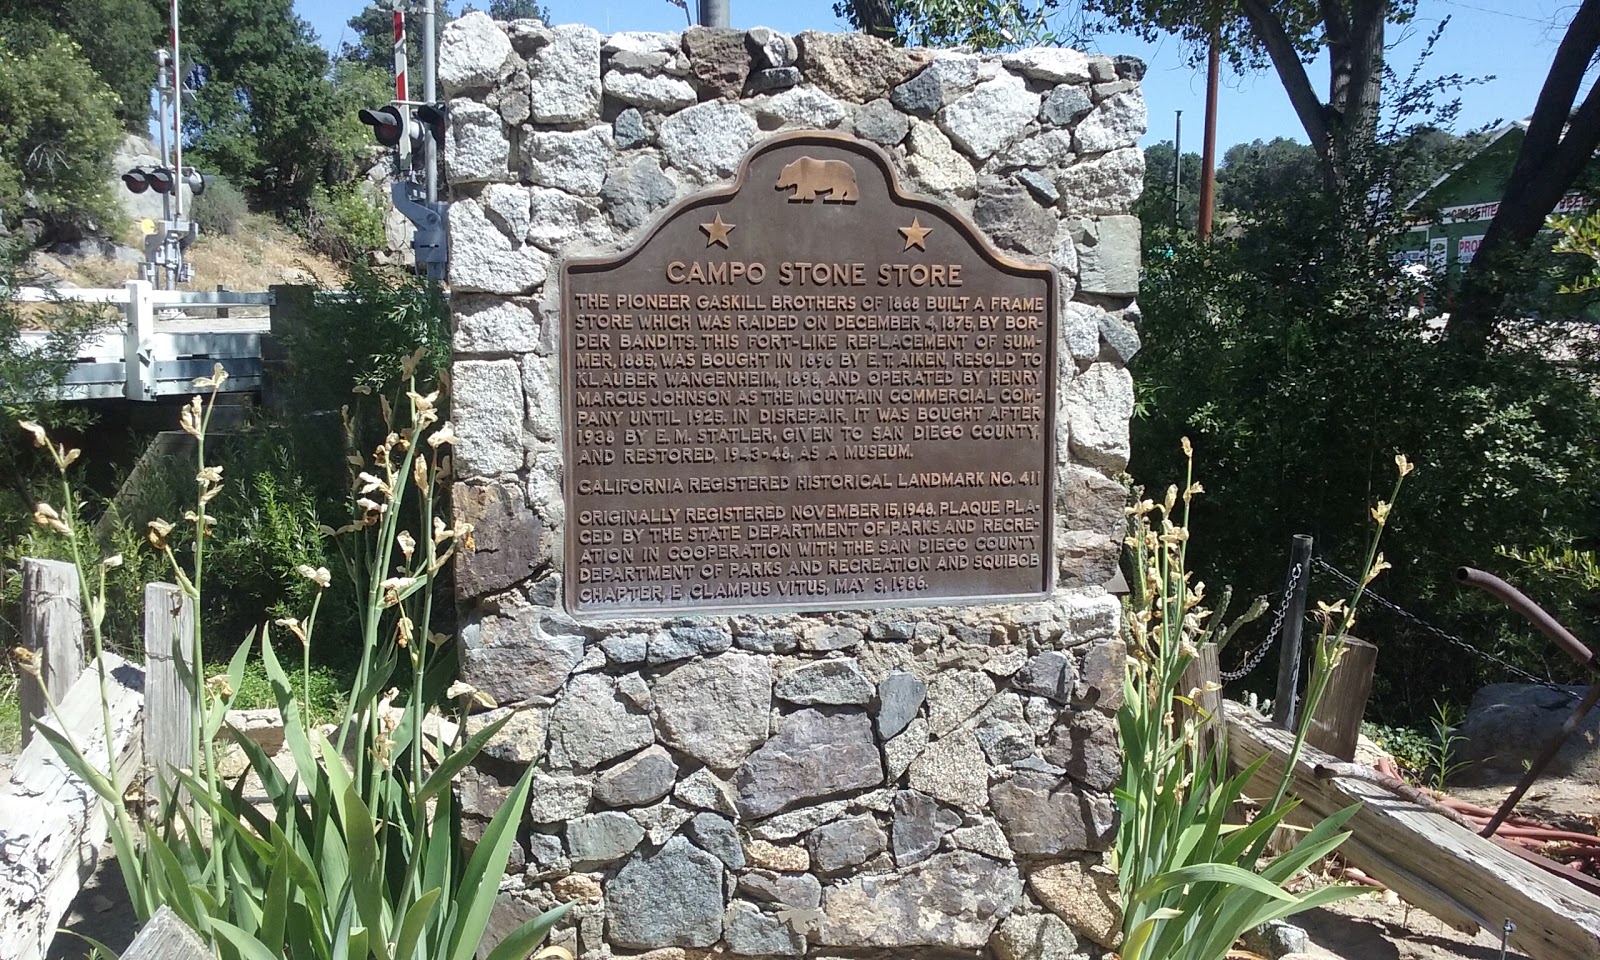 CAMPO STONE STORE
THE PIONEER GASKILL BROTHERS OF 1868 BUILT A FRAME
STORE WHICH WAS RAIDED ON DECEMBER 4, 1875, BY BOR-
DER BANDITS. THIS FORT-LIKE REPLACEMENT OF SUM-
MER, 1885, WAS BOUGHT IN 1896 BY E.T. AIKEN, RESOLD TO
KLAUBER WANGENHEIM, 1898, AND OPERATED BY HENRY
MARCUS JOHNSON AS THE MOUNTAIN COMMERCIAL COM-
PANY UNTIL 1925. IN DISREPAIR, IT WAS BOUGHT AFTER
1938 BY E. M. STATLER, GIVEN TO SAN DIEGO COUNTY,
AND RESTORED, 1943-48, AS A MUSEUM.
CALIFORNIA REGISTERED HISTORICAL LANDMARK NO. 411
ORIGINALLY REGISTERED NOVEMBER 15, 1948. PLAQUE PLA-
CED BY THE STATE DEPARTMENT OF PARKS AND RECRE-
ATION IN COOPERATION WITH THE SAN DIEGO COUNTY
DEPARTMENT OF PARKS AND RECREATION AND SQUIBOB
CHAPTER, E CLAMPUS VITUS, MAY 3, 1986.